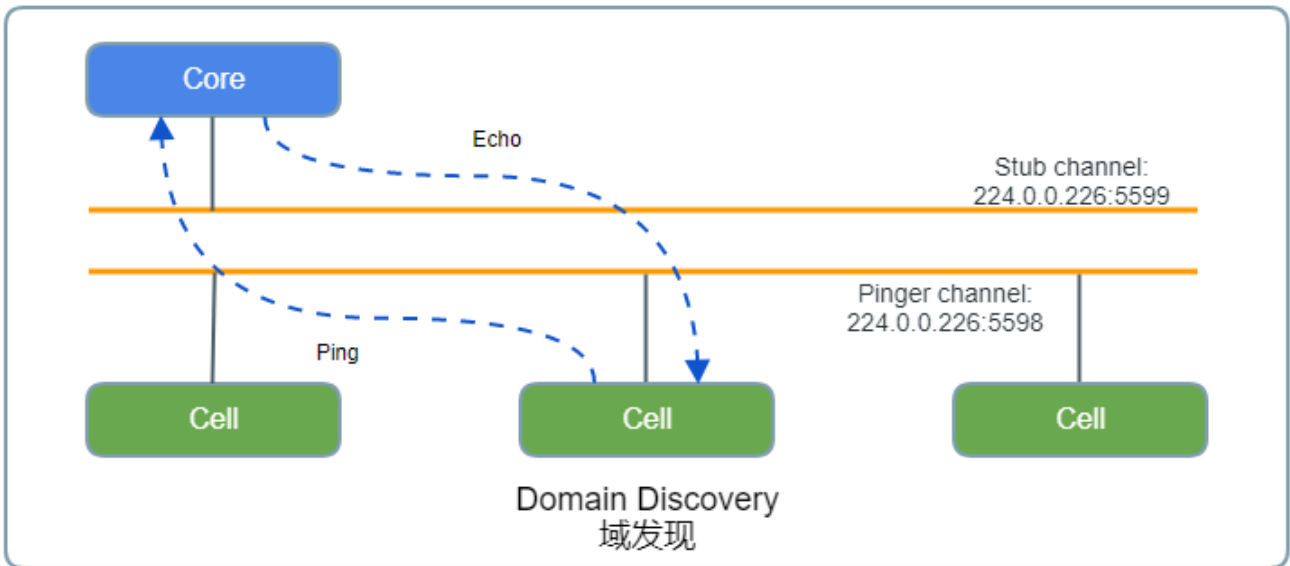 Core
Echo
Stub channel:
224.0.0.226:5599
Pinger channel:
224.0.0.226:5598
Ping
Cell
Cell
Cell
Domain Discovery
域发现